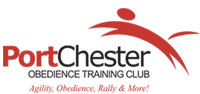 PortChester
OBEDIENCE TRAINING CLUB
Agility, Obedience, Rally & More!